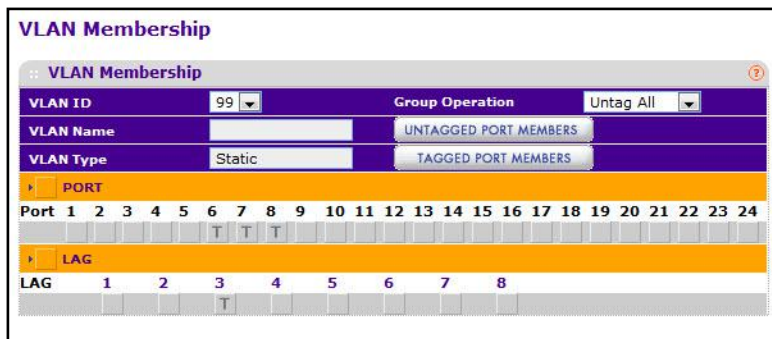 VLAN Membership
:: VLAN Membership ?
VLAN ID 99 Group Operation Untag All
VLAN Name UNTAGGED PORT MEMBERS
VLAN Type Static TAGGED PORT MEMBERS
PORT
Port 1 2 3 4 5 6 7 8 9 10 11 12 13 14 15 16 17 18 19 20 21 22 23 24
T T T
LAG
LAG 1 2 3 4 5 6 7 8
T